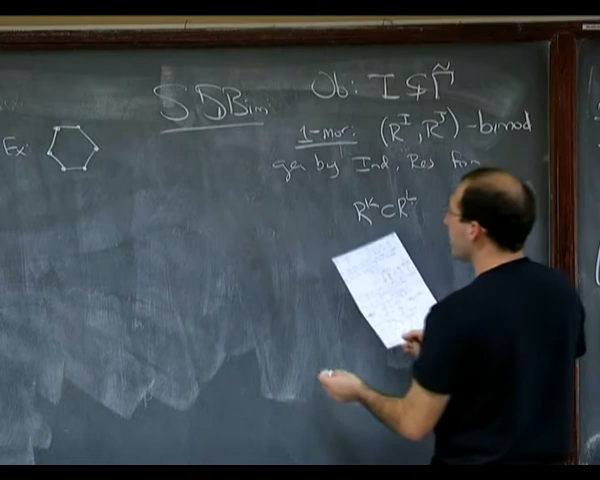 SSBim: Ob: I ⊊ Γ̃
1-mor: (R^I, R^J) - bimod
Ex:
gen by Ind, Res for
R^K ⊂ R^L